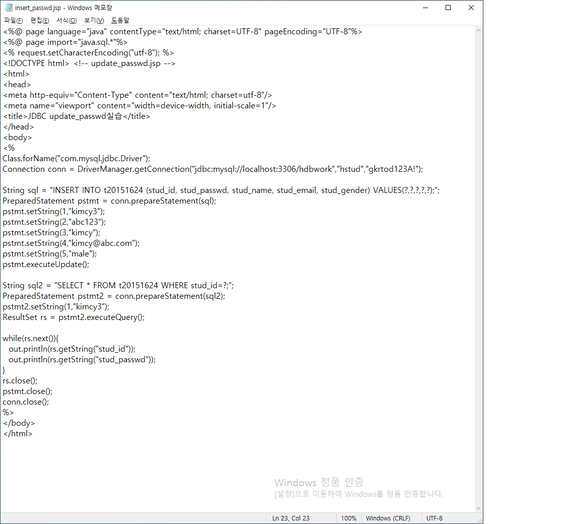 insert_passwd.jsp - Windows 메모장
파일(F) 편집(E) 서식(O) 보기(V) 도움말
<%@ page language="java" contentType="text/html; charset=UTF-8" pageEncoding="UTF-8"%>
<%@ page import="java.sql.*"%>
<% request.setCharacterEncoding("utf-8"); %>
<!DOCTYPE html> <!-- update_passwd.jsp -->
<html>
<head>
<meta http-equiv="Content-Type" content="text/html; charset=utf-8"/>
<meta name="viewport" content="width=device-width, initial-scale=1"/>
<title>JDBC update_passwd실습</title>
</head>
<body>
<%
Class.forName("com.mysql.jdbc.Driver");
Connection conn = DriverManager.getConnection("jdbc:mysql://localhost:3306/hdbwork","hstud","gkrtod123A!");
String sql = "INSERT INTO t20151624 (stud_id, stud_passwd, stud_name, stud_email, stud_gender) VALUES(?,?,?,?,?);";
PreparedStatement pstmt = conn.prepareStatement(sql);
pstmt.setString(1,"kimcy3");
pstmt.setString(2,"abc123");
pstmt.setString(3,"kimcy");
pstmt.setString(4,"kimcy@abc.com");
pstmt.setString(5,"male");
pstmt.executeUpdate();
String sql2 = "SELECT * FROM t20151624 WHERE stud_id=?;";
PreparedStatement pstmt2 = conn.prepareStatement(sql2);
pstmt2.setString(1,"kimcy3");
ResultSet rs = pstmt2.executeQuery();
while(rs.next()){
out.println(rs.getString("stud_id"));
out.println(rs.getString("stud_passwd"));
}
rs.close();
pstmt.close();
conn.close();
%>
</body>
</html>
Windows 정품 인증
[설정]으로 이동하여 Windows를 정품 인증합니다.
Ln 23, Col 23 100% Windows (CRLF) UTF-8